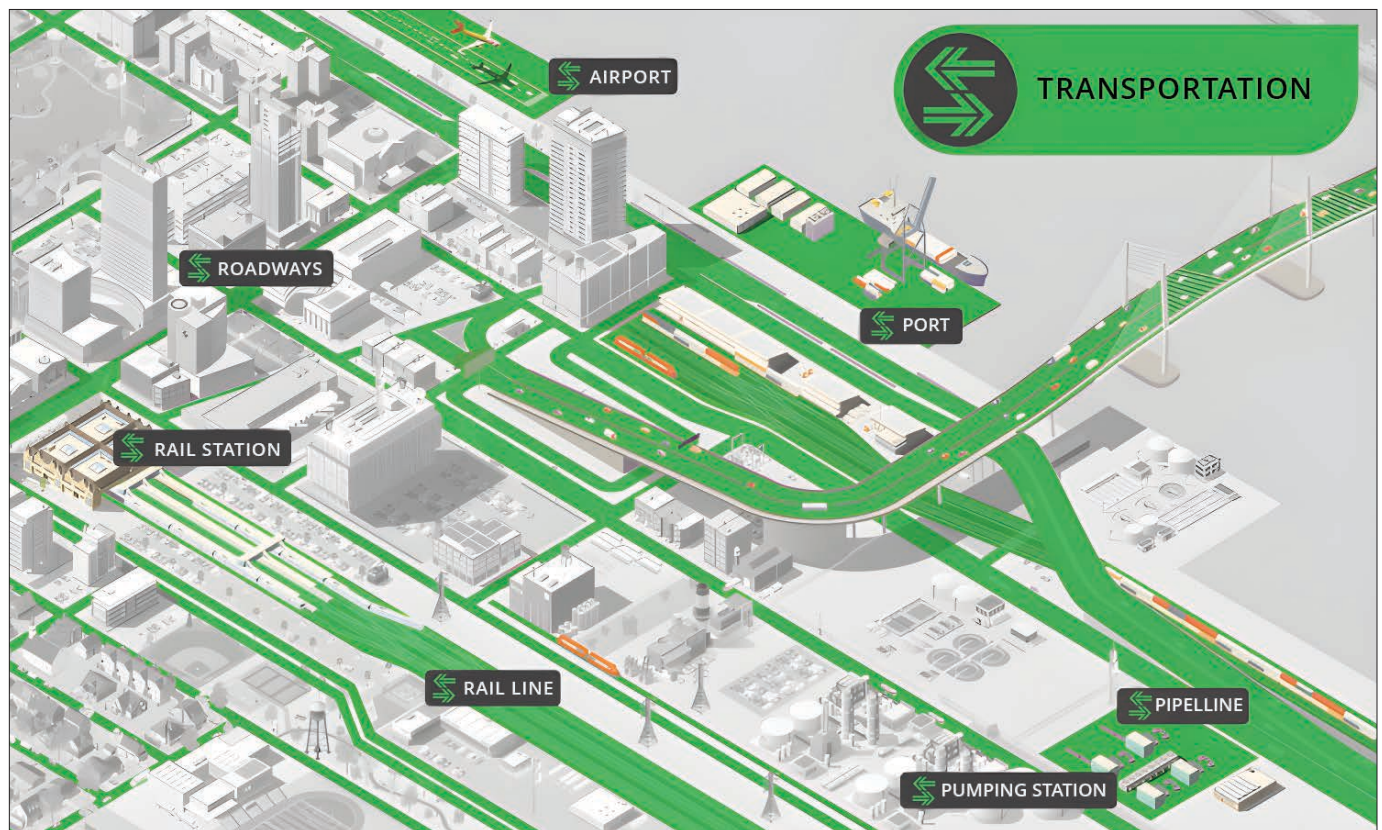 TRANSPORTATION
AIRPORT
ROADWAYS
PORT
RAIL STATION
RAIL LINE
PIPELLINE
PUMPING STATION